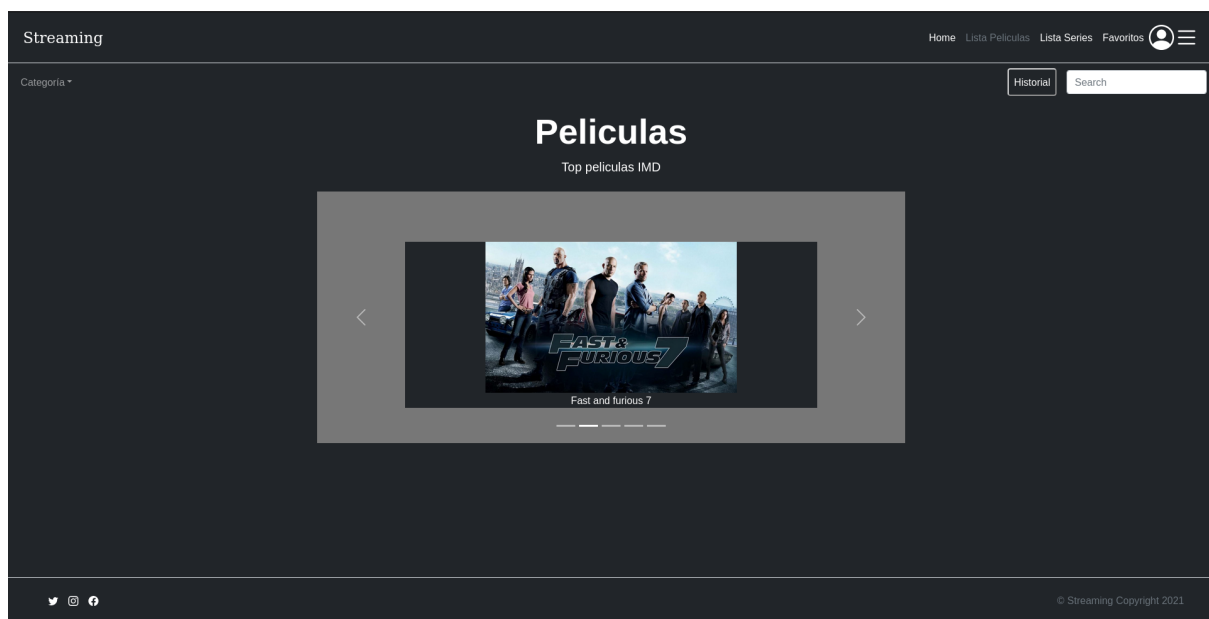 Streaming
Home Lista Peliculas Lista Series Favoritos
Categoría
Historial
Search
Peliculas
Top peliculas IMD
FAST &
FURIOUS 7
Fast and furious 7
© Streaming Copyright 2021